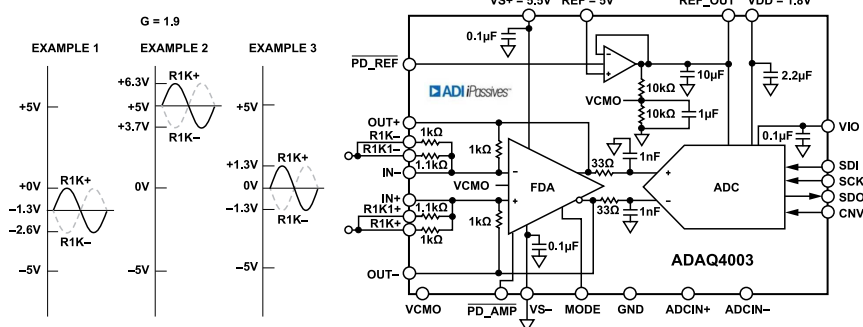 G = 1.9
EXAMPLE 1
EXAMPLE 2
EXAMPLE 3
+5V
+0V
R1K+
−1.3V
−2.6V
R1K−
−5V
+6.3V
R1K+
+5V
+3.7V
R1K−
0V
−5V
+5V
+1.3V
R1K+
0V
−1.3V
R1K−
−5V
VS+ = 5.5V
REF = 5V
REF_OUT
VDD = 1.8V
0.1µF
PD_REF
10µF
2.2µF
10kΩ
VCMO
10kΩ
1µF
ADI iPassives™
OUT+
R1K−
1kΩ
R1K1−
1.1kΩ
IN−
1kΩ
VCMO
FDA
IN+
R1K1+
1.1kΩ
R1K+
1kΩ
1kΩ
OUT−
33Ω
1nF
33Ω
1nF
0.1µF
ADC
0.1µF
VIO
SDI
SCK
SDO
CNV
ADAQ4003
VCMO
PD_AMP
VS−
MODE
GND
ADCIN+
ADCIN−